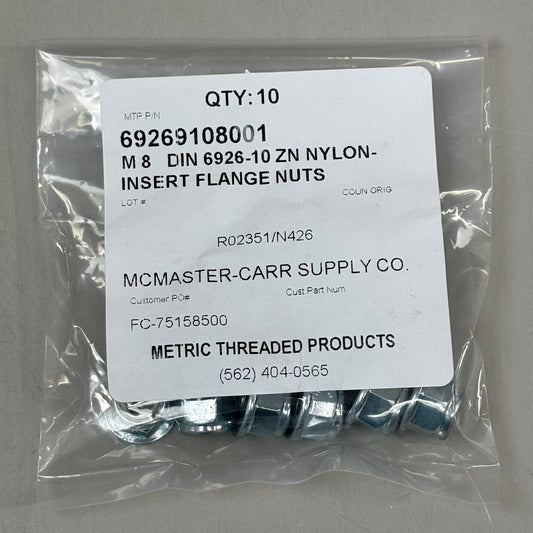 QTY: 10
MTP P/N
69269108001
M 8 DIN 6926-10 ZN NYLON-
INSERT FLANGE NUTS
LOT #: COUN ORIG
R02351/N426
MCMASTER-CARR SUPPLY CO.
Customer PO# Cust Part Num.
FC-75158500
METRIC THREADED PRODUCTS
(562) 404-0565